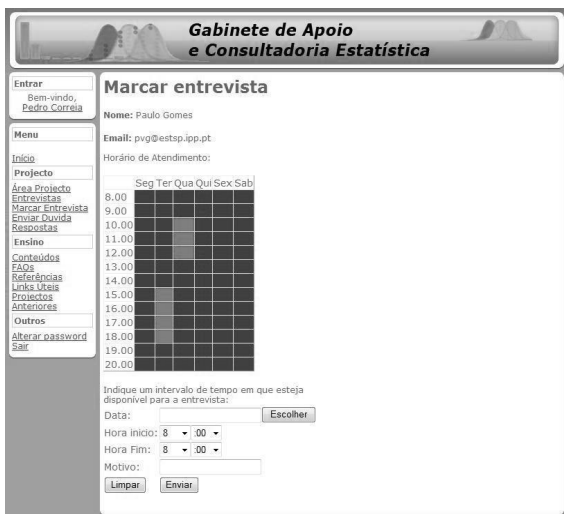 Gabinete de Apoio
e Consultadoria Estatística
Entrar
Bem-vindo,
Pedro Correia
Menu
Início
Projecto
Área Projecto
Entrevistas
Marcar Entrevista
Enviar Duvida
Respostas
Ensino
Conteúdos
FAQs
Referências
Links Úteis
Projectos
Anteriores
Outros
Alterar password
Sair
Marcar entrevista
Nome: Paulo Gomes
Email: pvg@estsp.ipp.pt
Horário de Atendimento:
Seg Ter Qua Qui Sex Sab
8.00
9.00
10.00
11.00
12.00
13.00
14.00
15.00
16.00
17.00
18.00
19.00
20.00
Indique um intervalo de tempo em que esteja
disponível para a entrevista:
Data: Escolher
Hora inicio: 8 :00
Hora Fim: 8 :00
Motivo:
Limpar Enviar